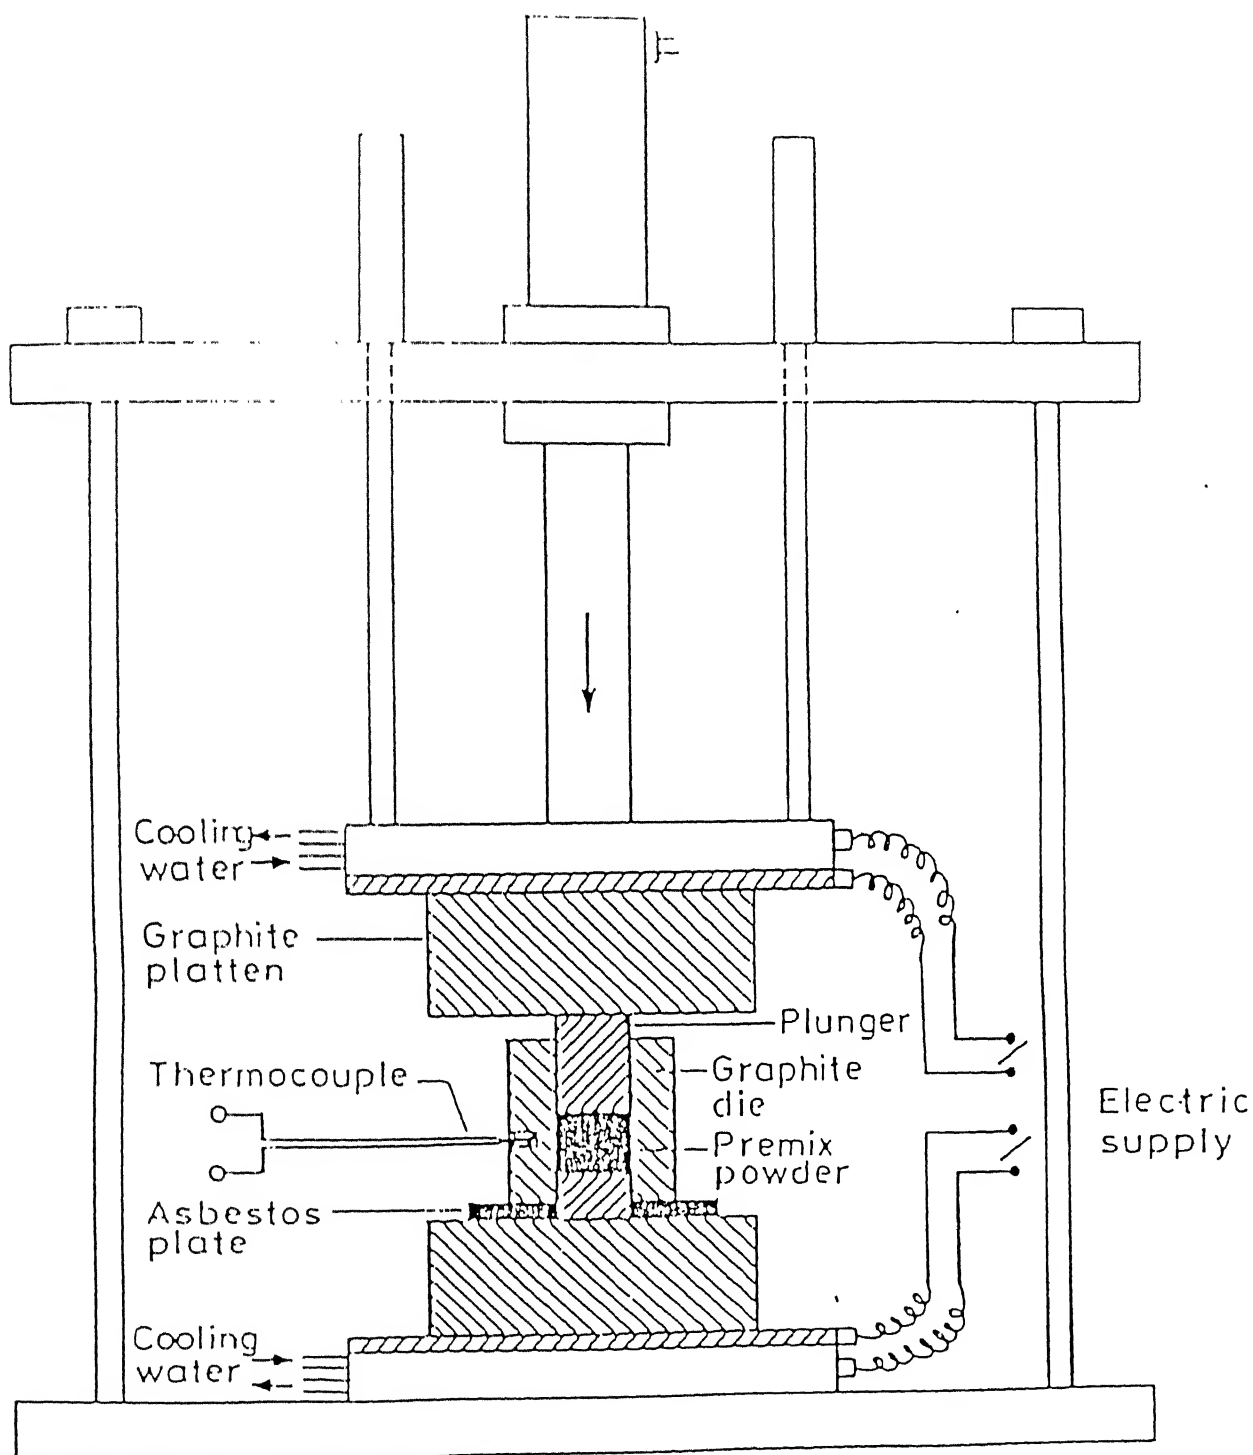 Cooling
water
Graphite
platten
Plunger
Thermocouple
Graphite
die
Electric
supply
Premix
powder
Asbestos
plate
Cooling
water